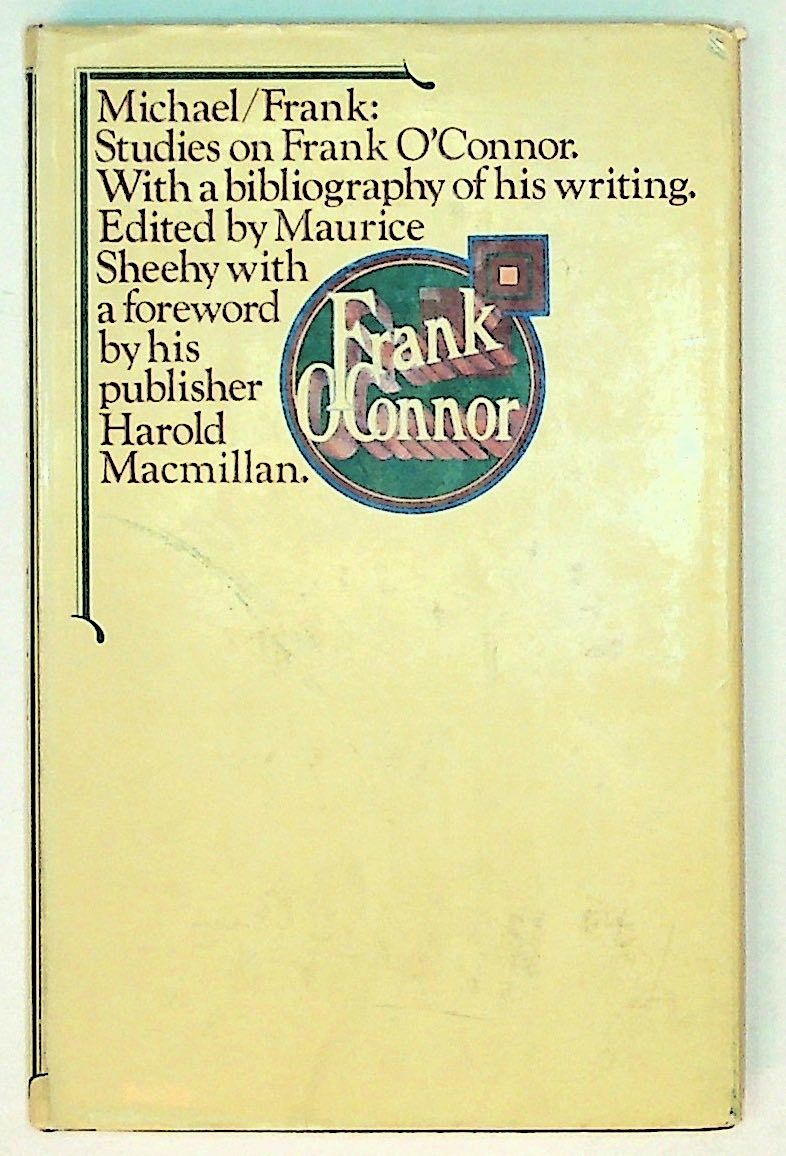 Michael/Frank:
Studies on Frank O'Connor.
With a bibliography of his writing.
Edited by Maurice
Sheehy with
a foreword
by his
publisher
Harold
Macmillan.
Frank
O'Connor